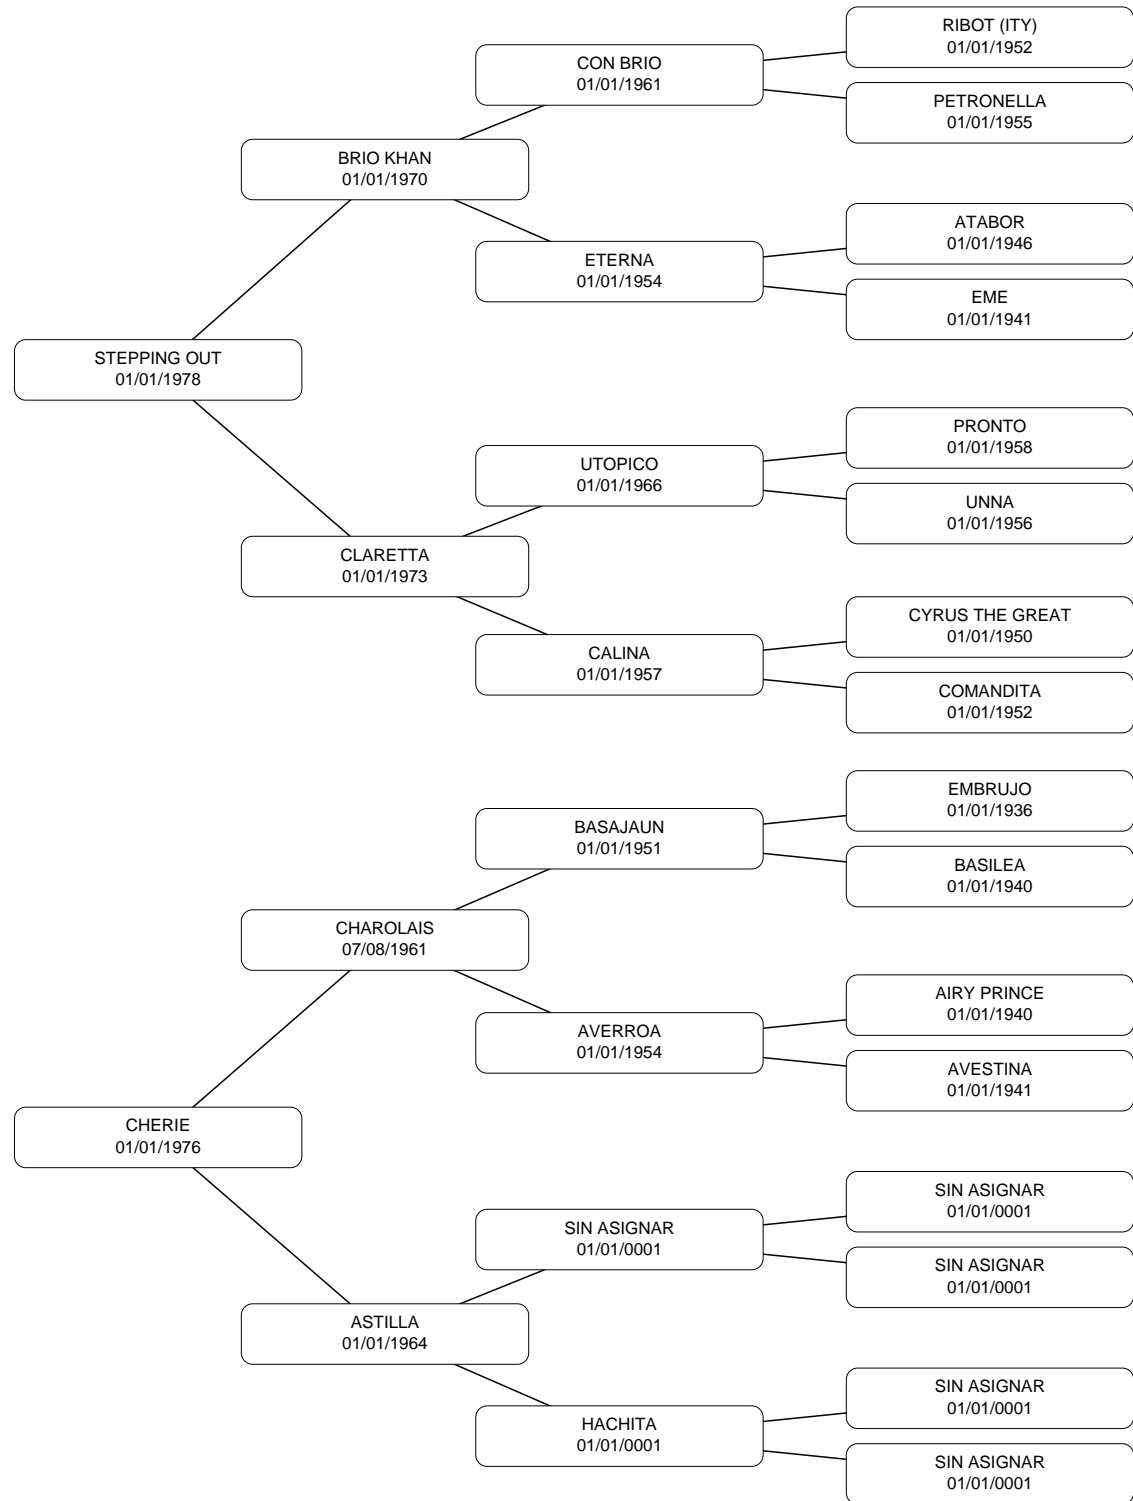 RIBOT (ITY)
01/01/1952
CON BRIO
01/01/1961
PETRONELLA
01/01/1955
BRIO KHAN
01/01/1970
ATABOR
01/01/1946
ETERNA
01/01/1954
EME
01/01/1941
STEPPING OUT
01/01/1978
PRONTO
01/01/1958
UTOPICO
01/01/1966
UNNA
01/01/1956
CLARETTA
01/01/1973
CYRUS THE GREAT
01/01/1950
CALINA
01/01/1957
COMANDITA
01/01/1952
EMBRUJO
01/01/1936
BASAJAUN
01/01/1951
BASILEA
01/01/1940
CHAROLAIS
07/08/1961
AIRY PRINCE
01/01/1940
AVERROA
01/01/1954
AVESTINA
01/01/1941
CHERIE
01/01/1976
SIN ASIGNAR
01/01/0001
SIN ASIGNAR
01/01/0001
SIN ASIGNAR
01/01/0001
ASTILLA
01/01/1964
SIN ASIGNAR
01/01/0001
HACHITA
01/01/0001
SIN ASIGNAR
01/01/0001